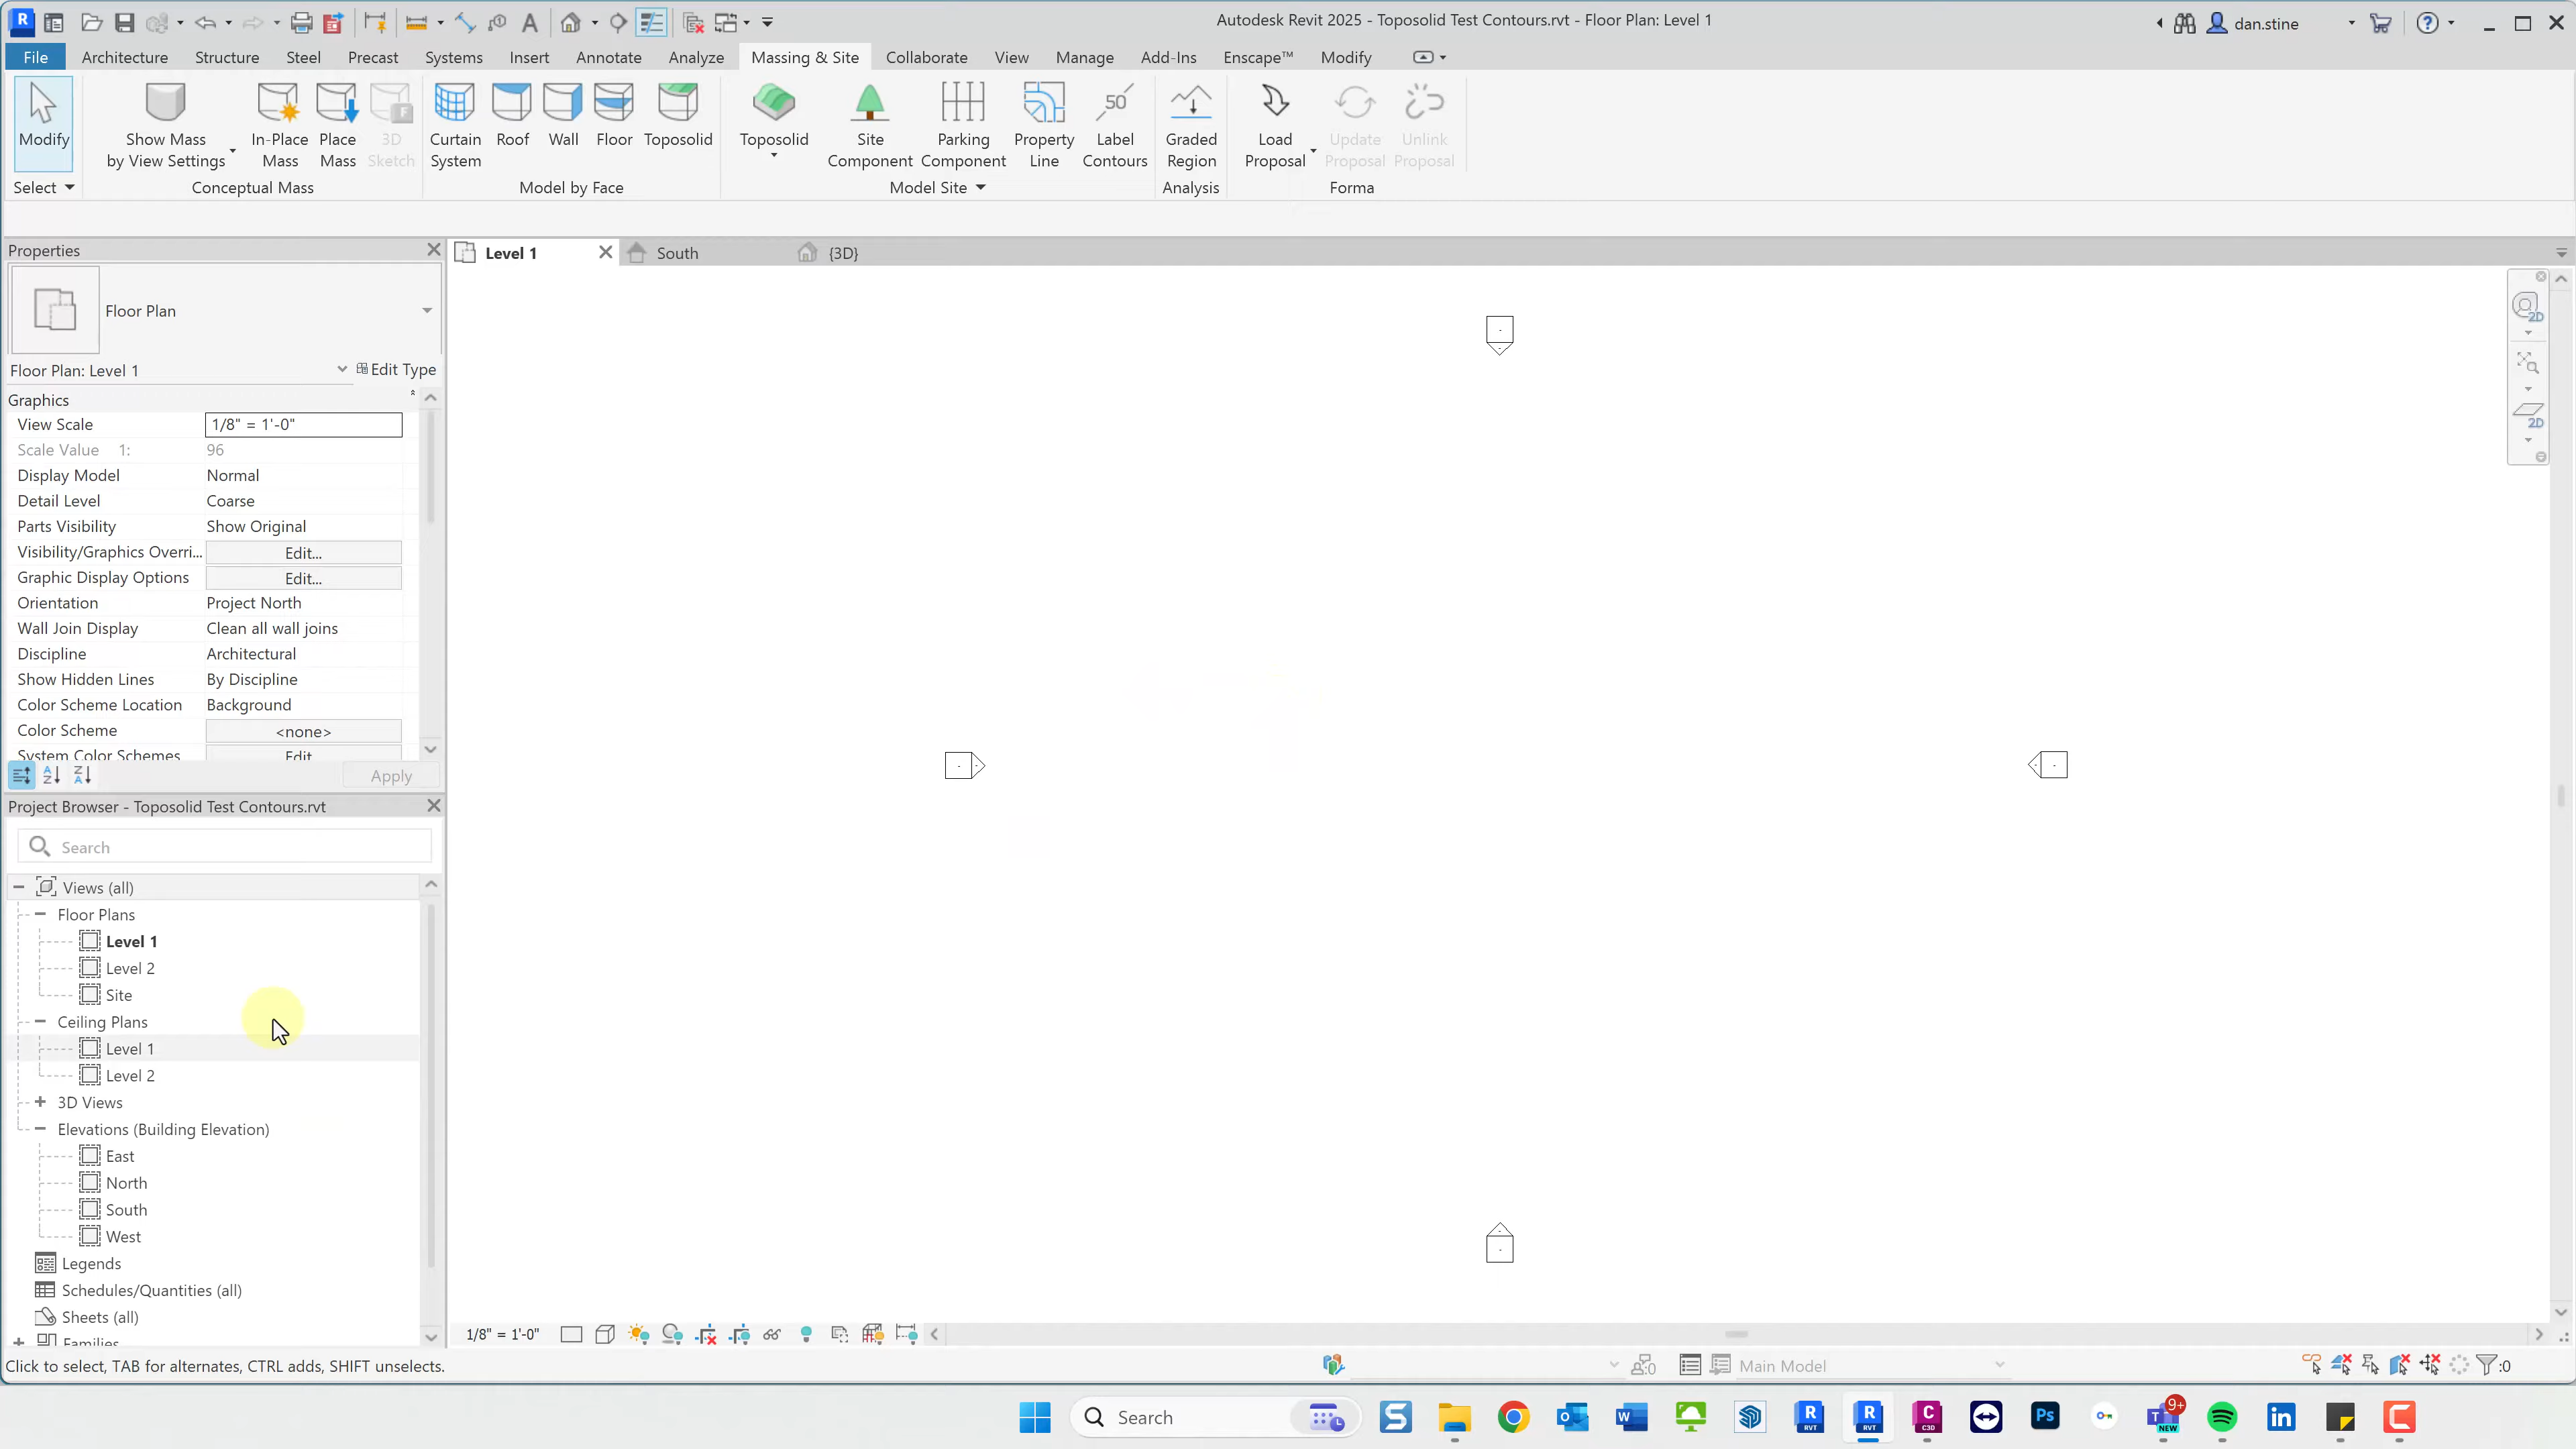 Autodesk Revit 2025 - Toposolid Test Contours.rvt - Floor Plan: Level 1
dan.stine
File Architecture Structure Steel Precast Systems Insert Annotate Analyze Massing & Site Collaborate View Manage Add-Ins Enscape™ Modify
Modify
Show Mass by View Settings
In-Place Mass
Place Mass
3D Sketch
Curtain System
Roof
Wall
Floor
Toposolid
Toposolid
Site Component
Parking Component
Property Line
50
Label Contours
Graded Region
Load Proposal
Update Proposal
Unlink Proposal
Select
Conceptual Mass
Model by Face
Model Site
Analysis
Forma
Properties
Level 1
South
{3D}
Floor Plan
Floor Plan: Level 1
Edit Type
Graphics
View Scale 1/8" = 1'-0"
Scale Value 1: 96
Display Model Normal
Detail Level Coarse
Parts Visibility Show Original
Visibility/Graphics Overri... Edit...
Graphic Display Options Edit...
Orientation Project North
Wall Join Display Clean all wall joins
Discipline Architectural
Show Hidden Lines By Discipline
Color Scheme Location Background
Color Scheme <none>
System Color Schemes Edit
Apply
Project Browser - Toposolid Test Contours.rvt
Search
Views (all)
Floor Plans
Level 1
Level 2
Site
Ceiling Plans
Level 1
Level 2
3D Views
Elevations (Building Elevation)
East
North
South
West
Legends
Schedules/Quantities (all)
Sheets (all)
Families
2D
2D
1/8" = 1'-0"
Click to select, TAB for alternates, CTRL adds, SHIFT unselects.
:0
Main Model
:0
Search
9+
NEW